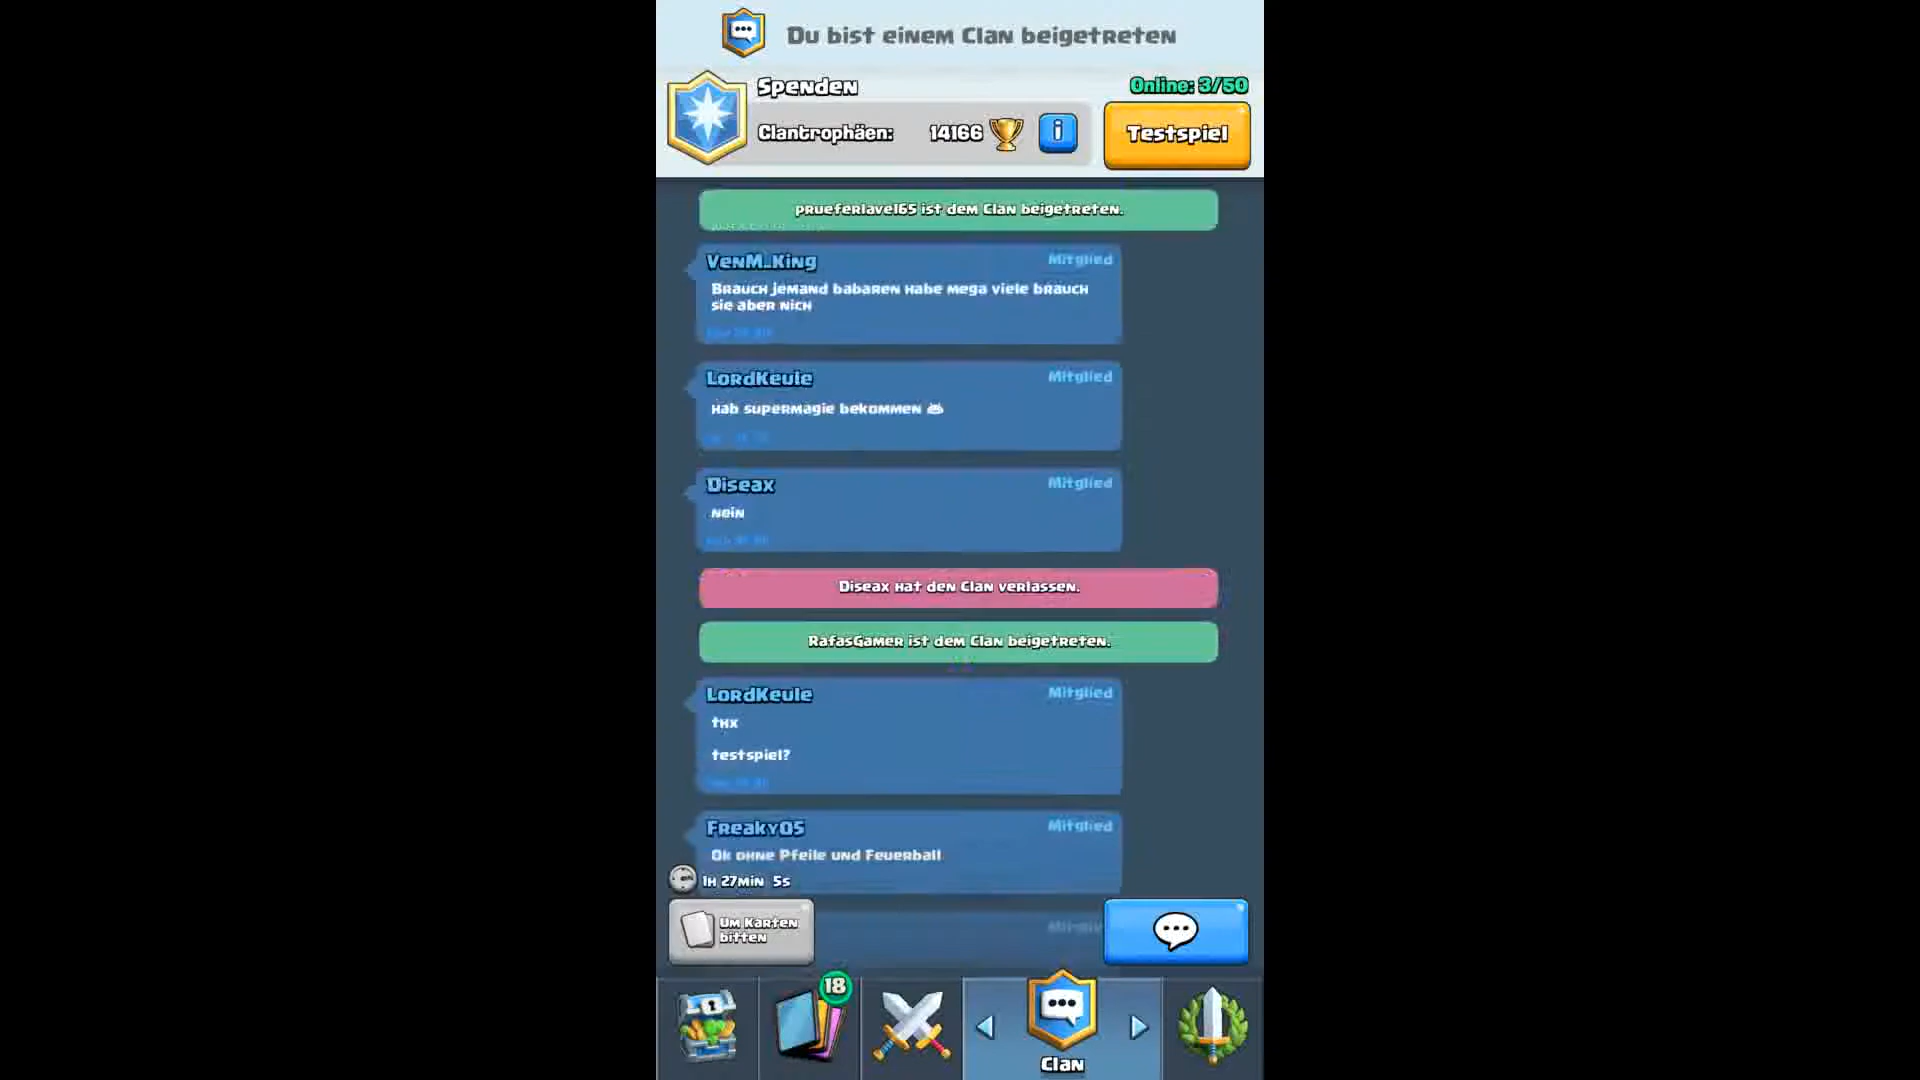 Du bist einem Clan beigetreten
Spenden
Online: 3/50
Clantrophäen: 14166
Testspiel
prueferlavel65 ist dem Clan beigetreten.
VenM_King
Mitglied
Brauch jemand babaren habe mega viele brauch
sie aber nich
LordKeule
Mitglied
Hab supermagie bekommen
Diseax
Mitglied
nein
Diseax hat den Clan verlassen.
RafasGamer ist dem Clan beigetreten.
LordKeule
Mitglied
thx
testspiel?
Freaky05
Mitglied
Ok ohne Pfeile und Feuerball
1h 27min 5s
Um Karten
bitten
18
Clan